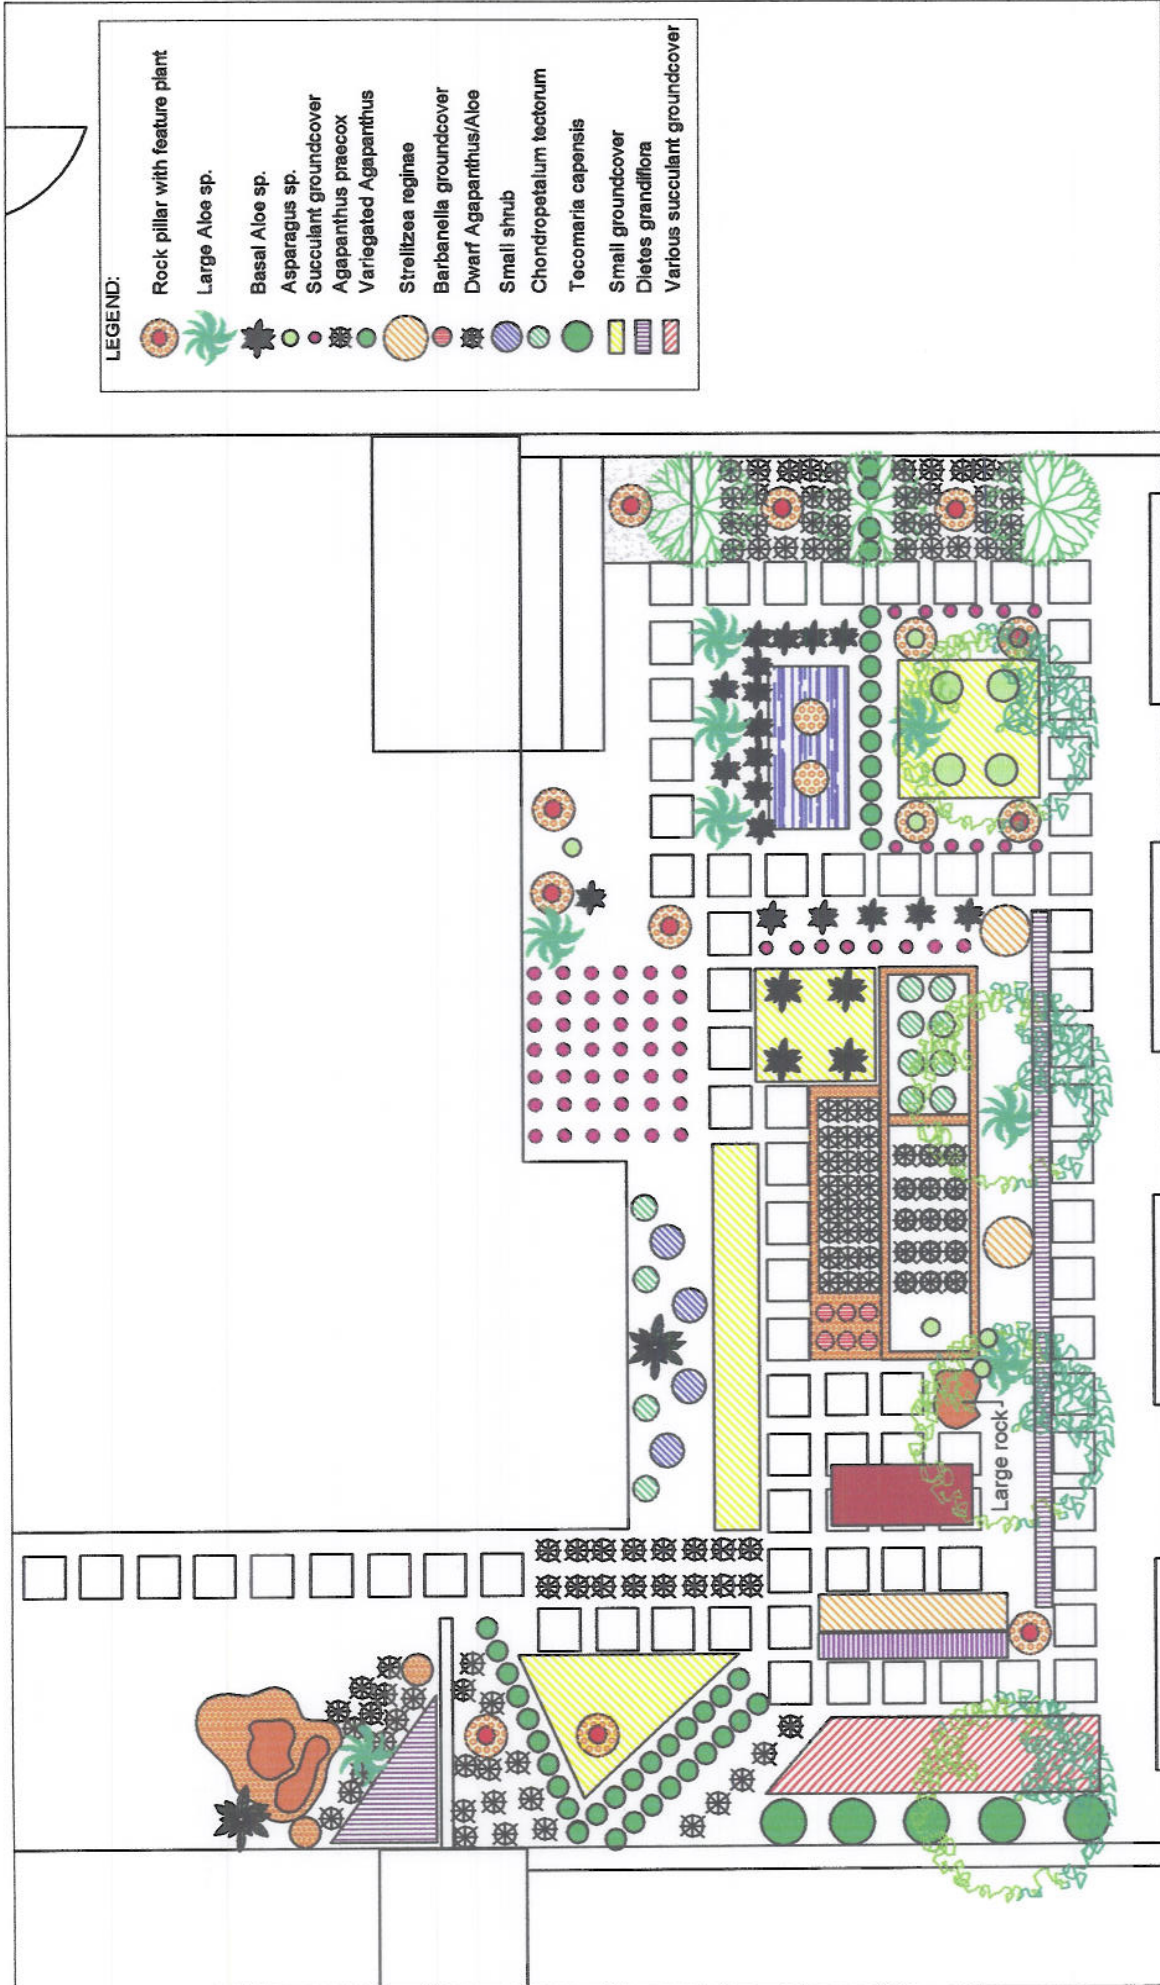 LEGEND:
Rock pillar with feature plant
Large Aloe sp.
Basal Aloe sp.
Asparagus sp.
Succulant groundcover
Agapanthus praecox
Variegated Agapanthus
Strelitzea reginae
Barbanella groundcover
Dwarf Agapanthus/Aloe
Small shrub
Chondropetalum tectorum
Tecomaria capensis
Small groundcover
Dietes grandiflora
Various succulant groundcover
Large rock